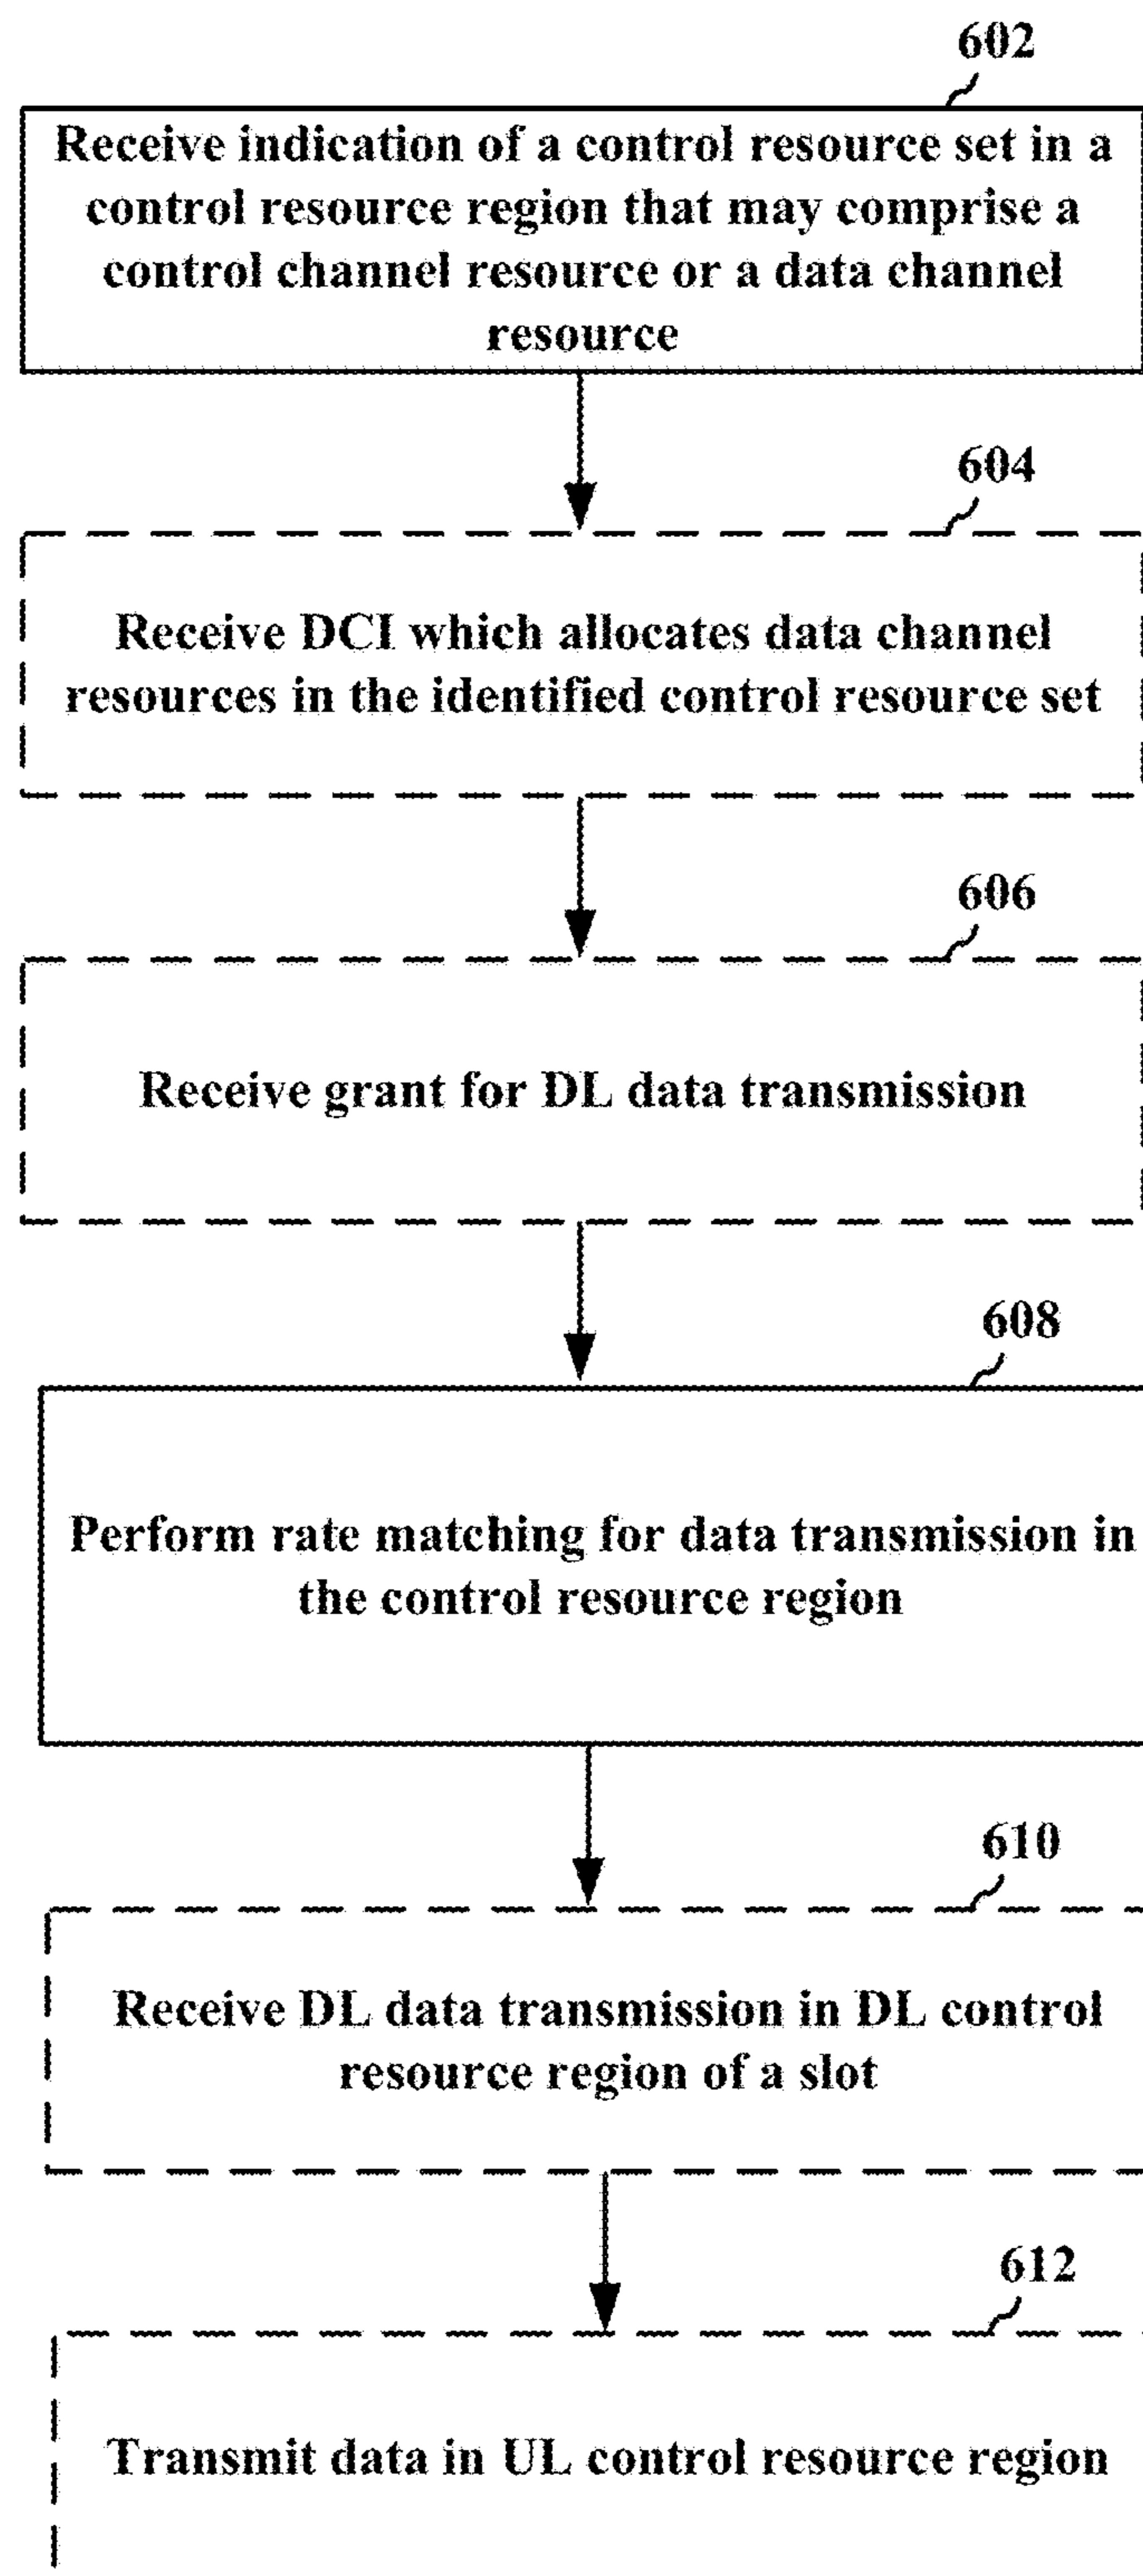 602
Receive indication of a control resource set in a
control resource region that may comprise a
control channel resource or a data channel
resource
604
Receive DCI which allocates data channel
resources in the identified control resource set
606
Receive grant for DL data transmission
608
Perform rate matching for data transmission in
the control resource region
610
Receive DL data transmission in DL control
resource region of a slot
612
Transmit data in UL control resource region